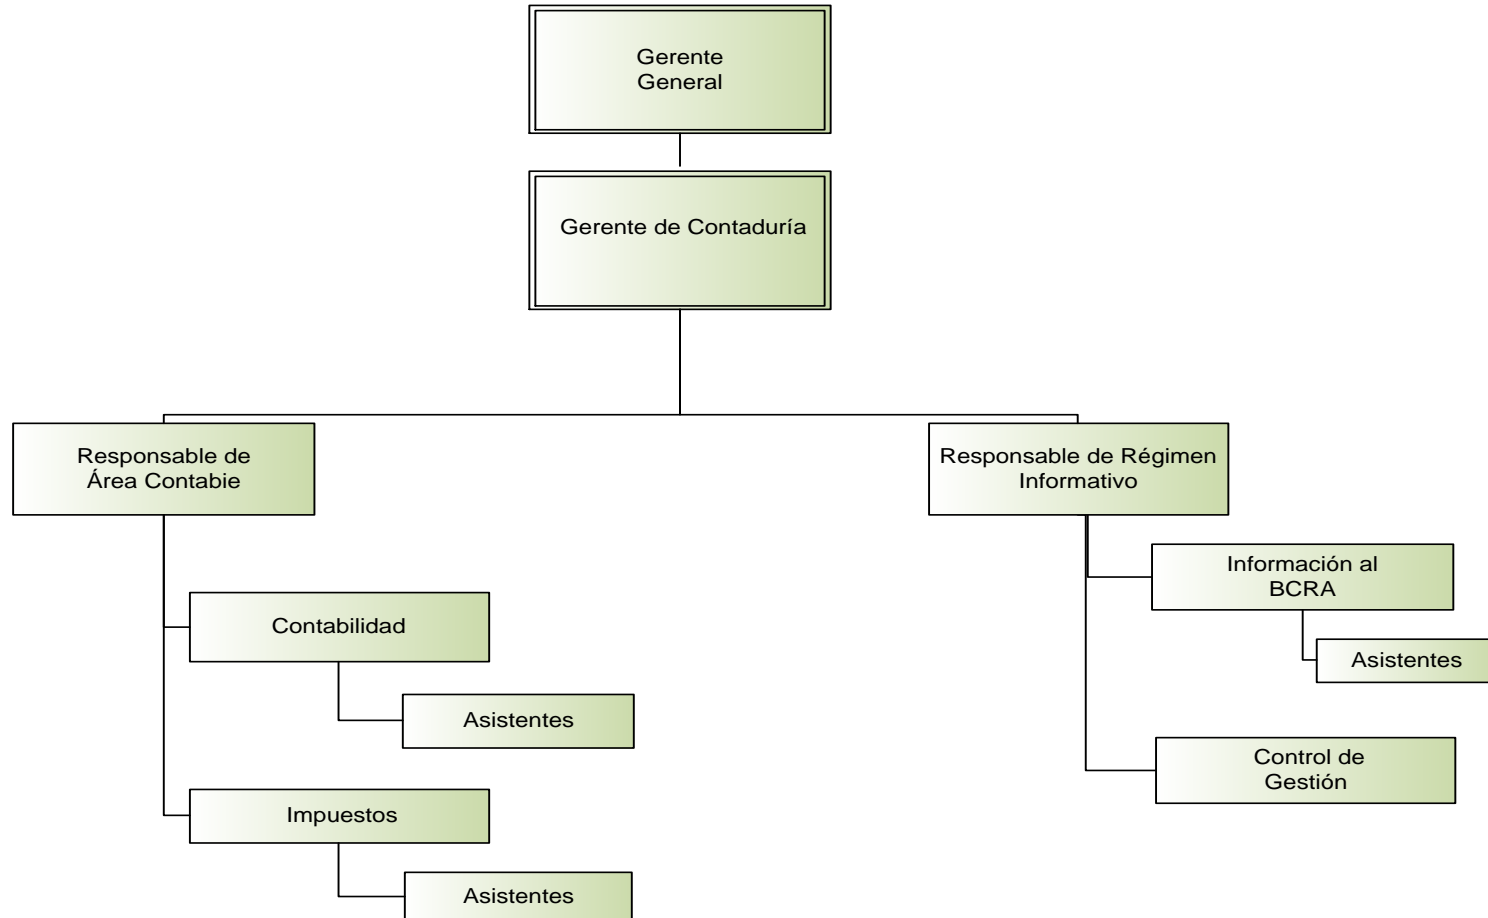 Gerente
General
Gerente de Contaduría
Responsable de
Área Contabie
Responsable de Régimen
Informativo
Información al
BCRA
Contabilidad
Asistentes
Asistentes
Control de
Gestión
Impuestos
Asistentes